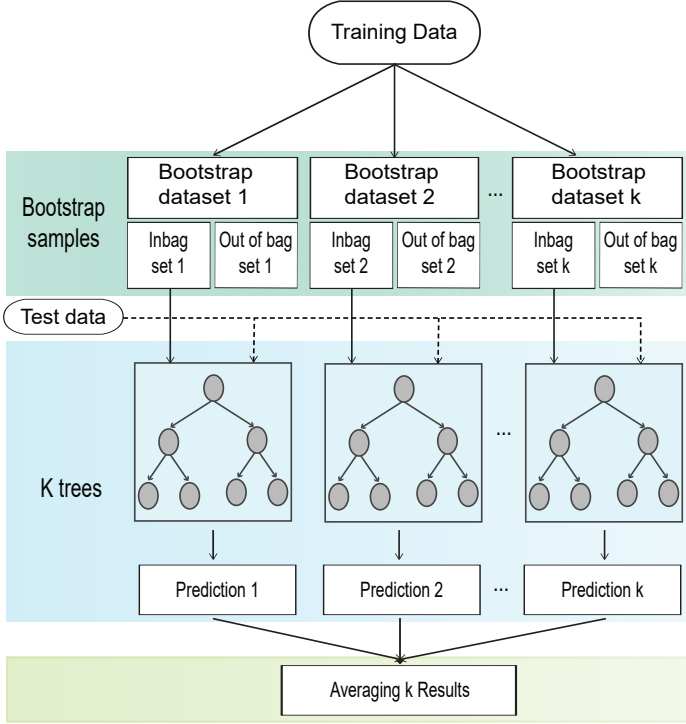 Training Data
Bootstrap
samples
Bootstrap
dataset 1
Bootstrap
dataset 2
...
Bootstrap
dataset k
Inbag
set 1
Out of bag
set 1
Inbag
set 2
Out of bag
set 2
Inbag
set k
Out of bag
set k
Test data
K trees
...
Prediction 1
Prediction 2
...
Prediction k
Averaging k Results